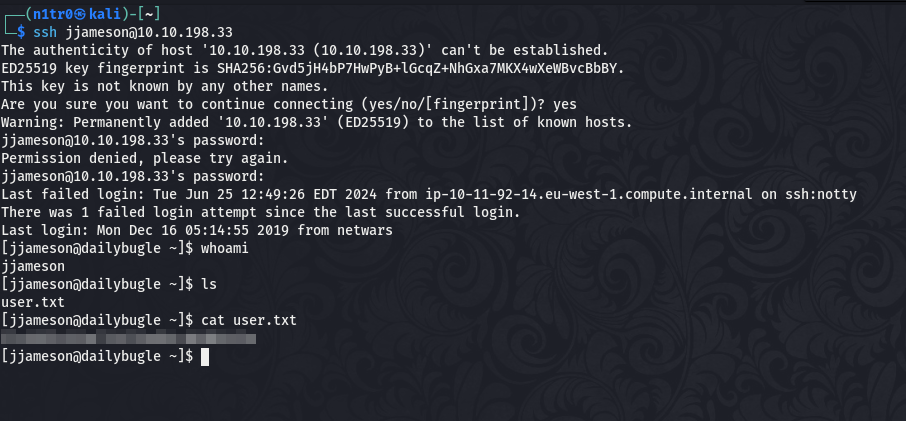 ┌──(n1tr0㉿kali)-[~]
└─$ ssh jjameson@10.10.198.33
The authenticity of host '10.10.198.33 (10.10.198.33)' can't be established.
ED25519 key fingerprint is SHA256:Gvd5jH4bP7HwPyB+lGcqZ+NhGxa7MKX4wXeWBvcBbBY.
This key is not known by any other names.
Are you sure you want to continue connecting (yes/no/[fingerprint])? yes
Warning: Permanently added '10.10.198.33' (ED25519) to the list of known hosts.
jjameson@10.10.198.33's password:
Permission denied, please try again.
jjameson@10.10.198.33's password:
Last failed login: Tue Jun 25 12:49:26 EDT 2024 from ip-10-11-92-14.eu-west-1.compute.internal on ssh:notty
There was 1 failed login attempt since the last successful login.
Last login: Mon Dec 16 05:14:55 2019 from netwars
[jjameson@dailybugle ~]$ whoami
jjameson
[jjameson@dailybugle ~]$ ls
user.txt
[jjameson@dailybugle ~]$ cat user.txt
[jjameson@dailybugle ~]$